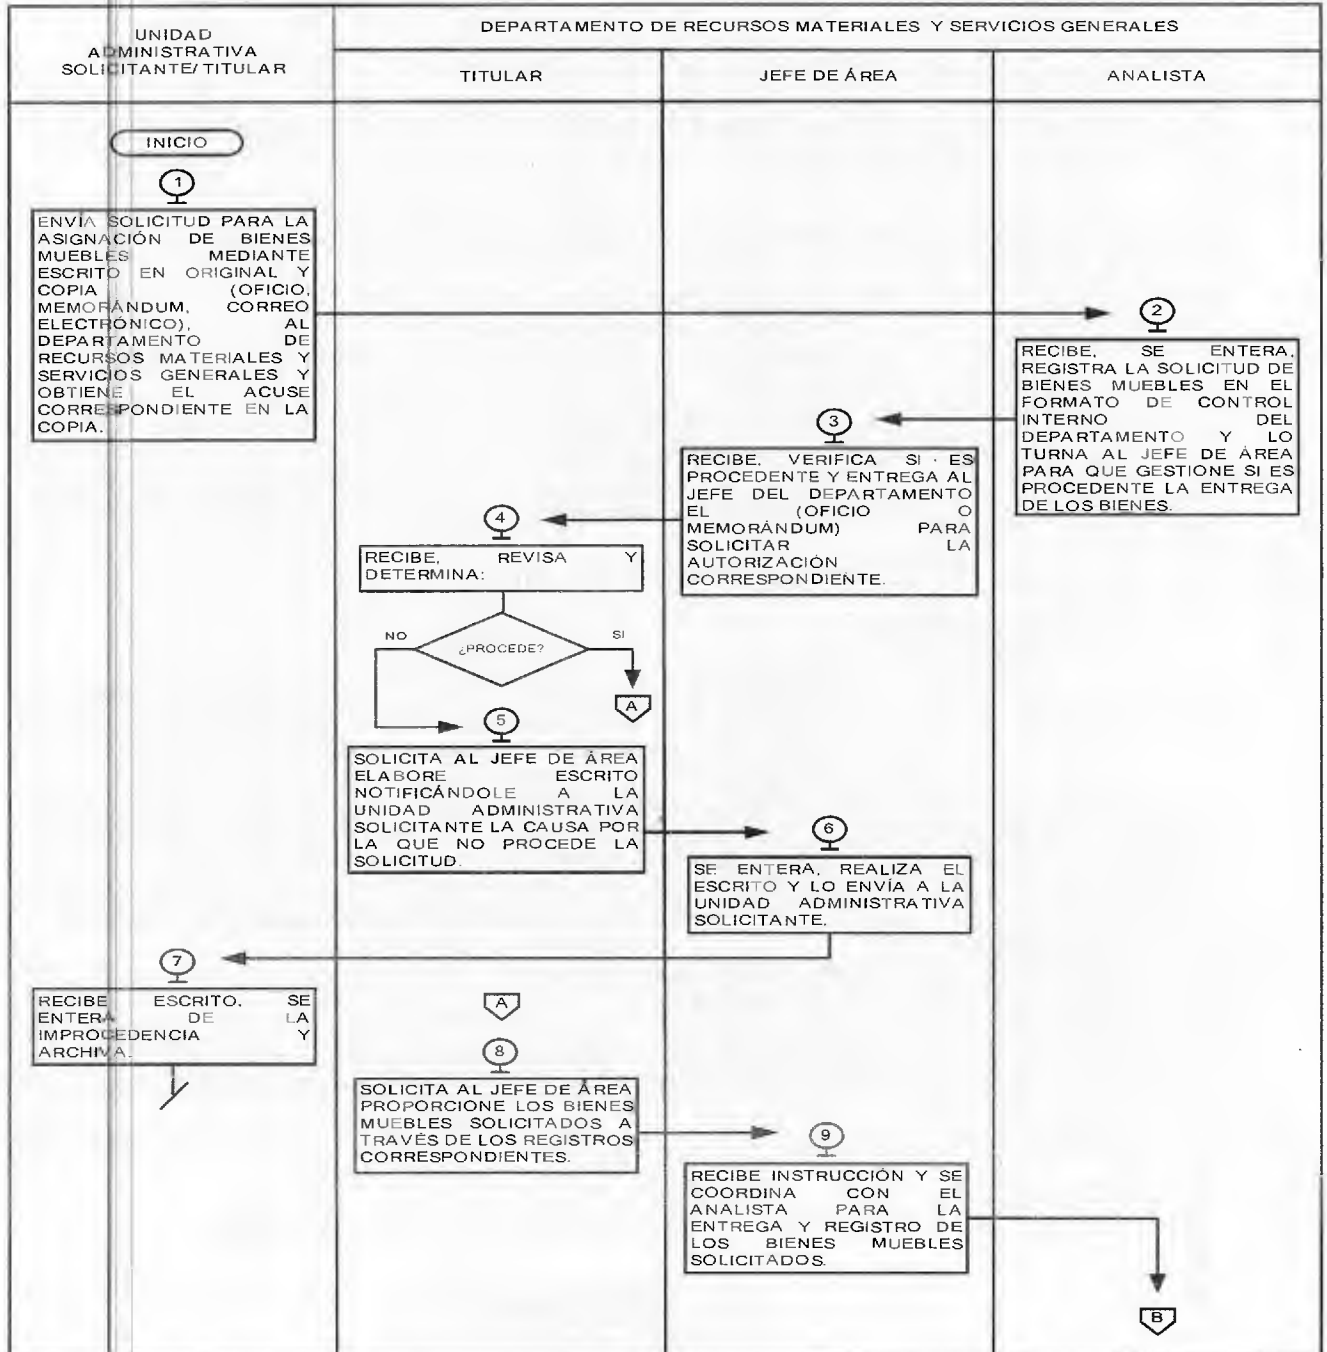 UNIDAD
ADMINISTRATIVA
SOLICITANTE/TITULAR
DEPARTAMENTO DE RECURSOS MATERIALES Y SERVICIOS GENERALES
TITULAR
JEFE DE ÁREA
ANALISTA
INICIO
1
ENVÍA SOLICITUD PARA LA
ASIGNACIÓN DE BIENES
MUEBLES MEDIANTE
ESCRITO EN ORIGINAL Y
COPIA (OFICIO,
MEMORÁNDUM, CORREO
ELECTRÓNICO), AL
DEPARTAMENTO DE
RECURSOS MATERIALES Y
SERVICIOS GENERALES Y
OBTIENE EL ACUSE
CORRESPONDIENTE EN LA
COPIA.
2
RECIBE, SE ENTERA,
REGISTRA LA SOLICITUD DE
BIENES MUEBLES EN EL
FORMATO DE CONTROL
INTERNO DEL
DEPARTAMENTO Y LO
TURNA AL JEFE DE ÁREA
PARA QUE GESTIONE SI ES
PROCEDENTE LA ENTREGA
DE LOS BIENES.
3
RECIBE, VERIFICA SI ES
PROCEDENTE Y ENTREGA AL
JEFE DEL DEPARTAMENTO
EL (OFICIO O
MEMORÁNDUM) PARA
SOLICITAR LA
AUTORIZACIÓN
CORRESPONDIENTE.
4
RECIBE, REVISA Y
DETERMINA:
NO
¿PROCEDE?
SI
A
5
SOLICITA AL JEFE DE ÁREA
ELABORE ESCRITO
NOTIFICÁNDOLE A LA
UNIDAD ADMINISTRATIVA
SOLICITANTE LA CAUSA POR
LA QUE NO PROCEDE LA
SOLICITUD.
6
SE ENTERA, REALIZA EL
ESCRITO Y LO ENVÍA A LA
UNIDAD ADMINISTRATIVA
SOLICITANTE.
7
RECIBE ESCRITO, SE
ENTERA DE LA
IMPROCEDENCIA Y
ARCHIVA.
A
8
SOLICITA AL JEFE DE ÁREA
PROPORCIONE LOS BIENES
MUEBLES SOLICITADOS A
TRAVÉS DE LOS REGISTROS
CORRESPONDIENTES.
9
RECIBE INSTRUCCIÓN Y SE
COORDINA CON EL
ANALISTA PARA LA
ENTREGA Y REGISTRO DE
LOS BIENES MUEBLES
SOLICITADOS.
B